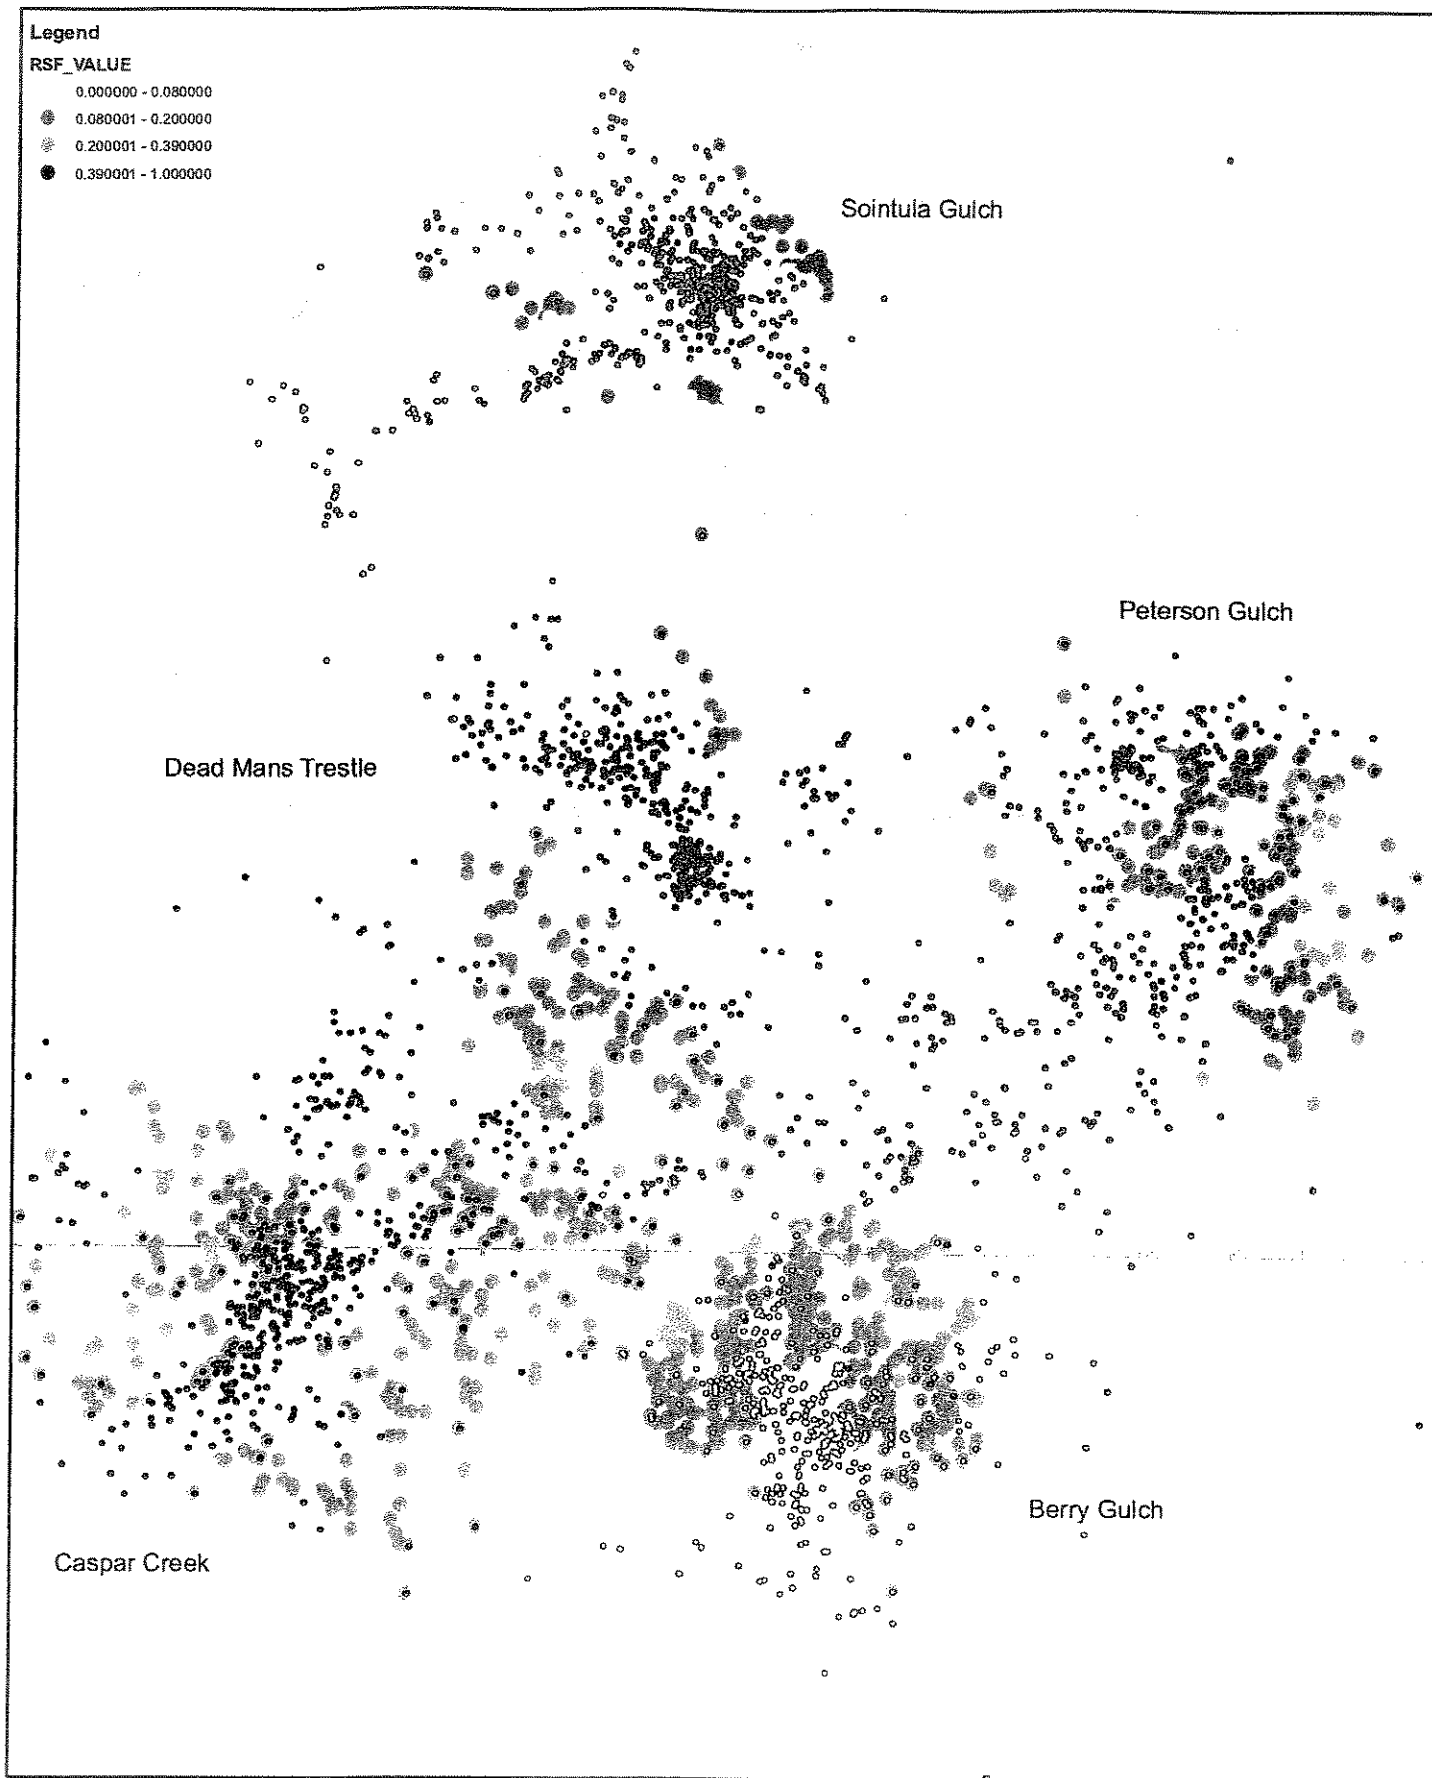 Legend
RSF_VALUE
0.000000 - 0.080000
0.080001 - 0.200000
0.200001 - 0.390000
0.390001 - 1.000000
Sointula Gulch
Peterson Gulch
Dead Mans Trestle
Berry Gulch
Caspar Creek